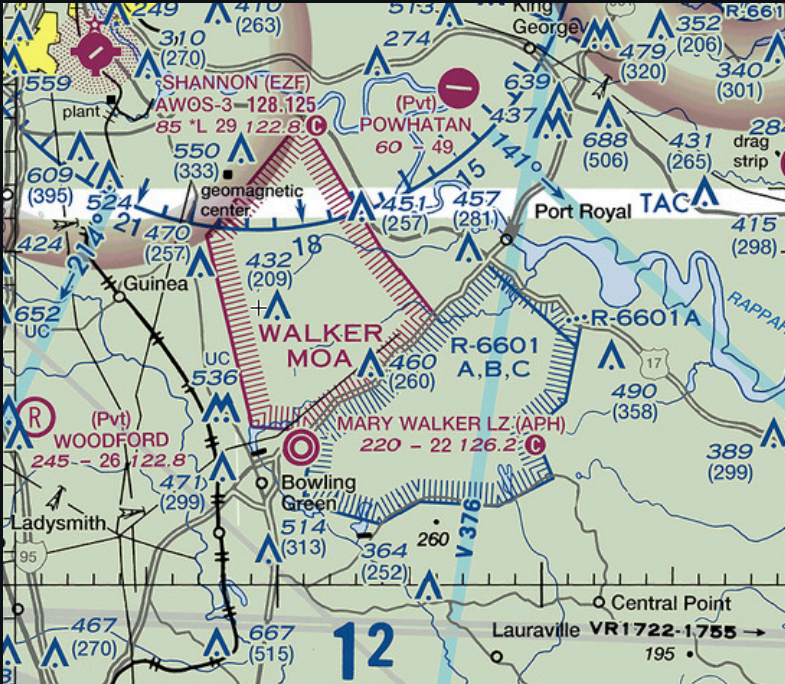 249
410
(263)
310
(270)
513
274
King
George
352
(206)
R-661
479
(320)
340
(301)
559
SHANNON (EZF)
AWOS-3 128.125
85 *L 29 122.8 C
plant
(Pvt)
POWHATAN
60 49
639
437
688
(506)
431
(265)
drag
strip
284
550
(333)
geomagnetic
center
609
(395)
524
21
214°
424
470
(257)
18
15
141°
451
(257)
457
(281)
Port Royal
TAC
415
(298)
432
(209)
Guinea
652
UC
WALKER
MOA
R-6601
A,B,C
R-6601A
RAPPA
17
UC
536
460
(260)
490
(358)
R
(Pvt)
WOODFORD
245 - 26 122.8
MARY WALKER LZ (APH)
220 - 22 126.2 C
389
(299)
471
(299)
Bowling
Green
Ladysmith
514
(313)
260
V 376
364
(252)
95
Central Point
Lauraville VR1722-1755
467
(270)
667
(515)
12
195